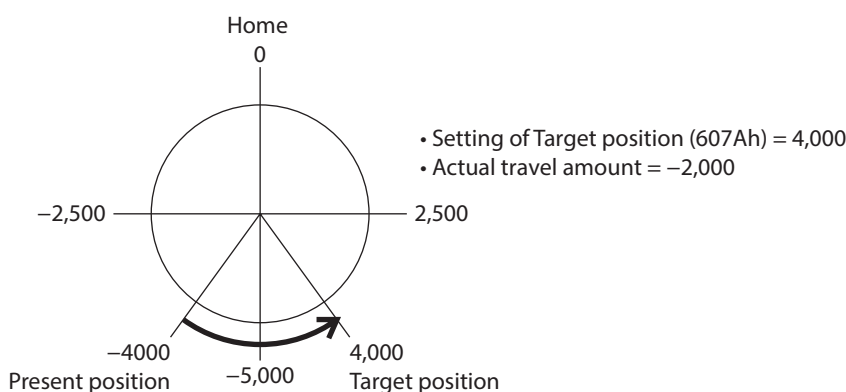 Home
0
• Setting of Target position (607Ah) = 4,000
• Actual travel amount = −2,000
−2,500
2,500
−4000
4,000
−5,000
Present position
Target position